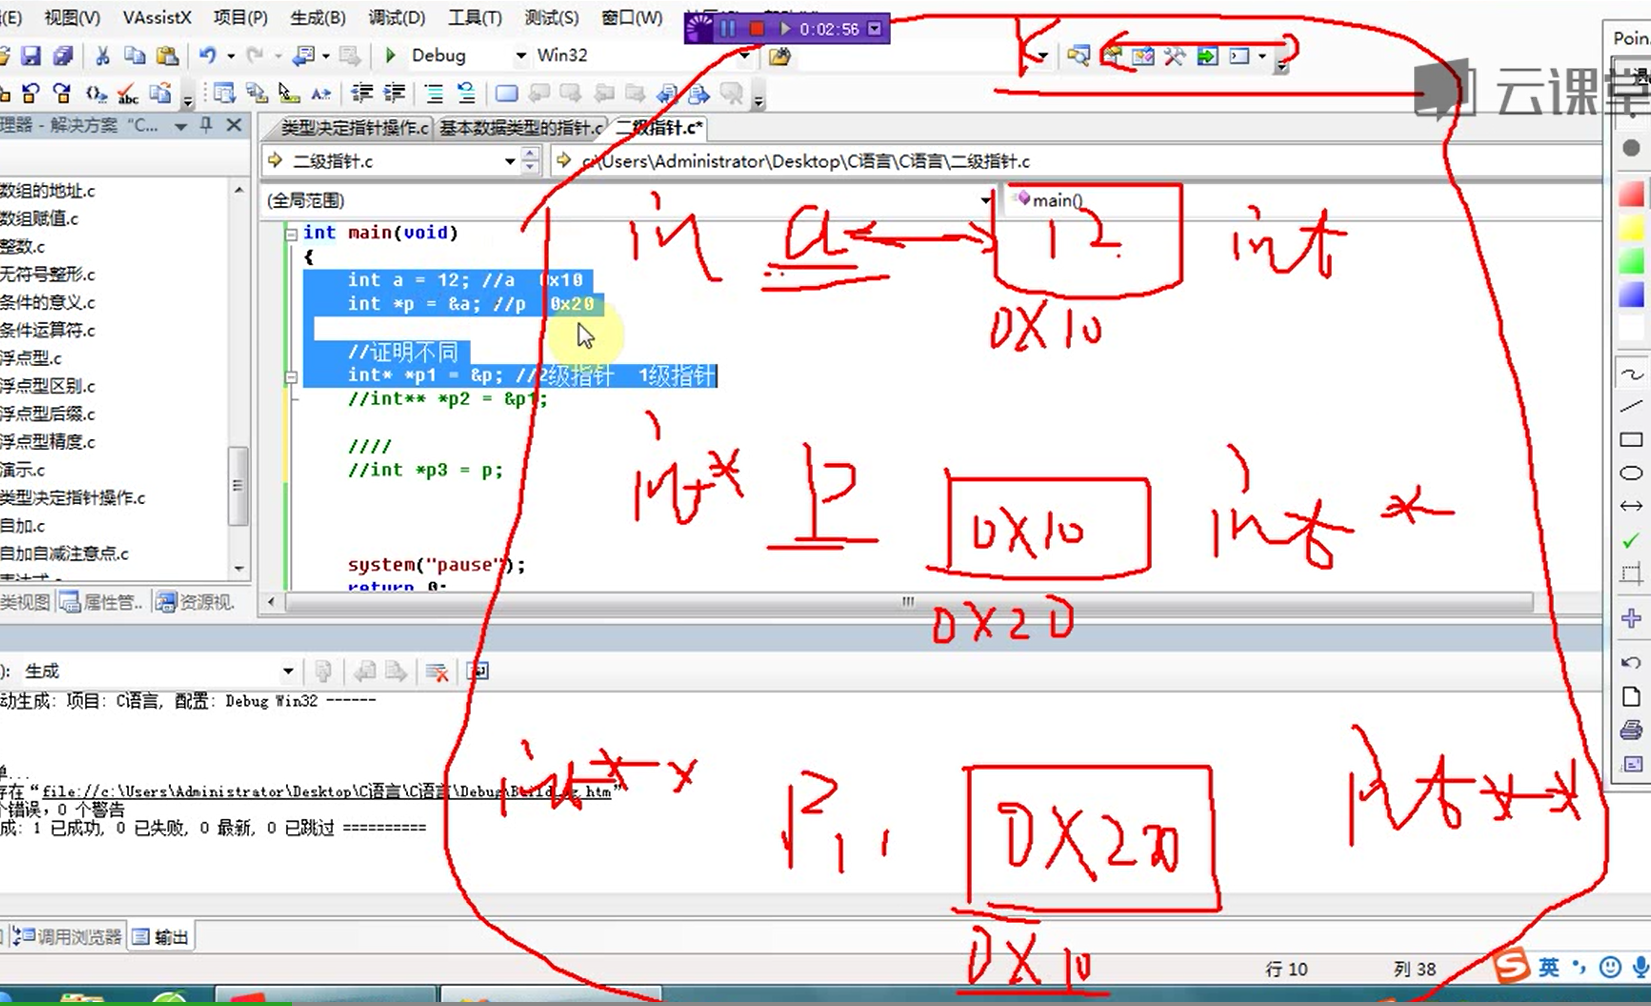 视图(V)	VAssistX	项目(P)	生成(B)	调试(D)	工具(T)	测试(S)	窗口(W)
0:02:56
Debug	Win32
K
云课堂
理器 - 解决方案 "C...
类型决定指针操作.c	基本数据类型的指针.c	二级指针.c*
二级指针.c	c:\Users\Administrator\Desktop\C语言\C语言\二级指针.c
(全局范围)	main()
数组的地址.c
数组赋值.c
整数.c
无符号整形.c
条件的意义.c
条件运算符.c
浮点型.c
浮点型区别.c
浮点型后缀.c
浮点型精度.c
演示.c
类型决定指针操作.c
自加.c
自加自减注意点.c
int main(void)
{
int a = 12; //a 0x10
int *p = &a; //p 0x20
//证明不同
int* *p1 = &p; //2级指针 1级指针
//int** *p2 = &p1;
////
//int *p3 = p;
system("pause");
return 0;
in a 12 int
0X10
int* p 0X10 int *
0X20
int** P1 int**
0X10
类视图	属性管..	资源视.
生成
动生成: 项目: C语言, 配置: Debug Win32 ------
存在 "file://c:\Users\Administrator\Desktop\C语言\C语言\Debug\BuildLog.htm"
个错误, 0 个警告
成: 1 已成功, 0 已失败, 0 最新, 0 已跳过 ==========
调用浏览器	输出
行 10	列 38
英
Poin